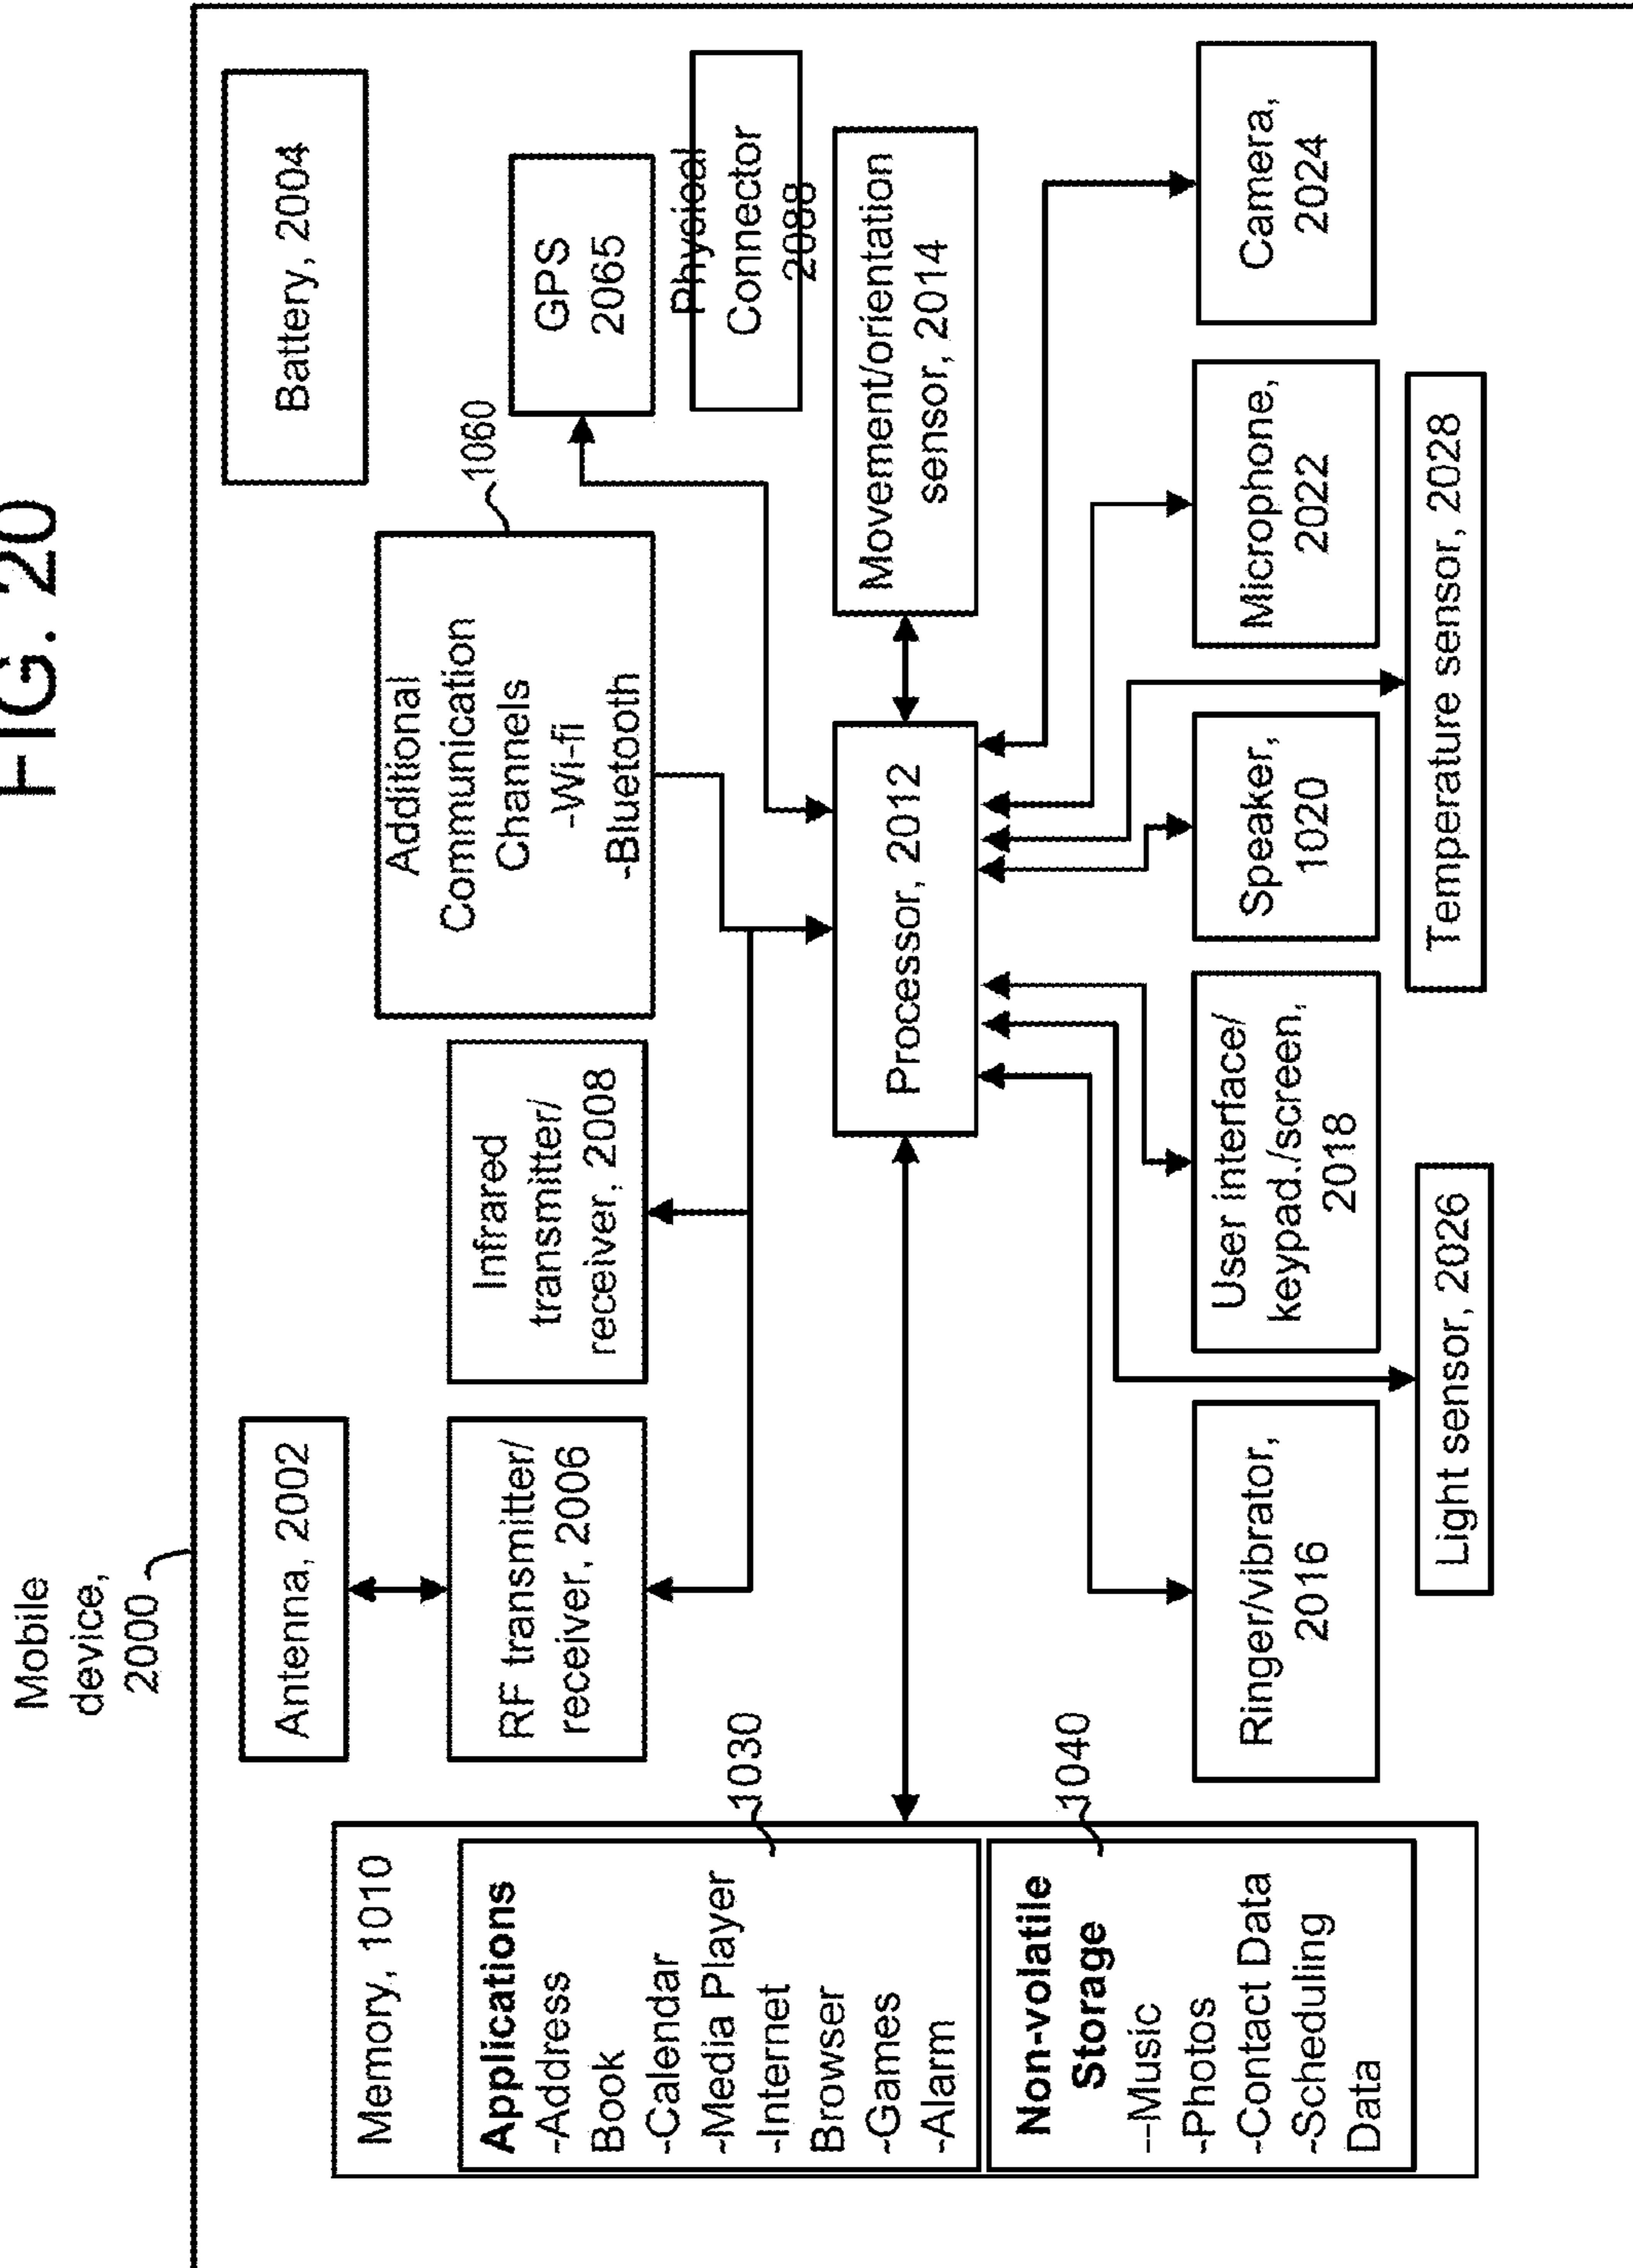 FIG. 20
Mobile
device,
2000
Memory, 1010
Applications
-Address
Book
-Calendar
-Media Player
-Internet
Browser
-Games
-Alarm
1030
Non-volatile
Storage
--Music
-Photos
-Contact Data
-Scheduling
Data
1040
Antenna, 2002
RF transmitter/
receiver, 2006
Infrared
transmitter/
receiver, 2008
Additional
Communication
Channels
-Wi-fi
-Bluetooth
1060
Battery, 2004
GPS
2065
Physical
Connector
2088
Processor, 2012
Movement/orientation
sensor, 2014
Ringer/vibrator,
2016
User interface/
keypad./screen,
2018
Speaker,
1020
Microphone,
2022
Camera,
2024
Light sensor, 2026
Temperature sensor, 2028